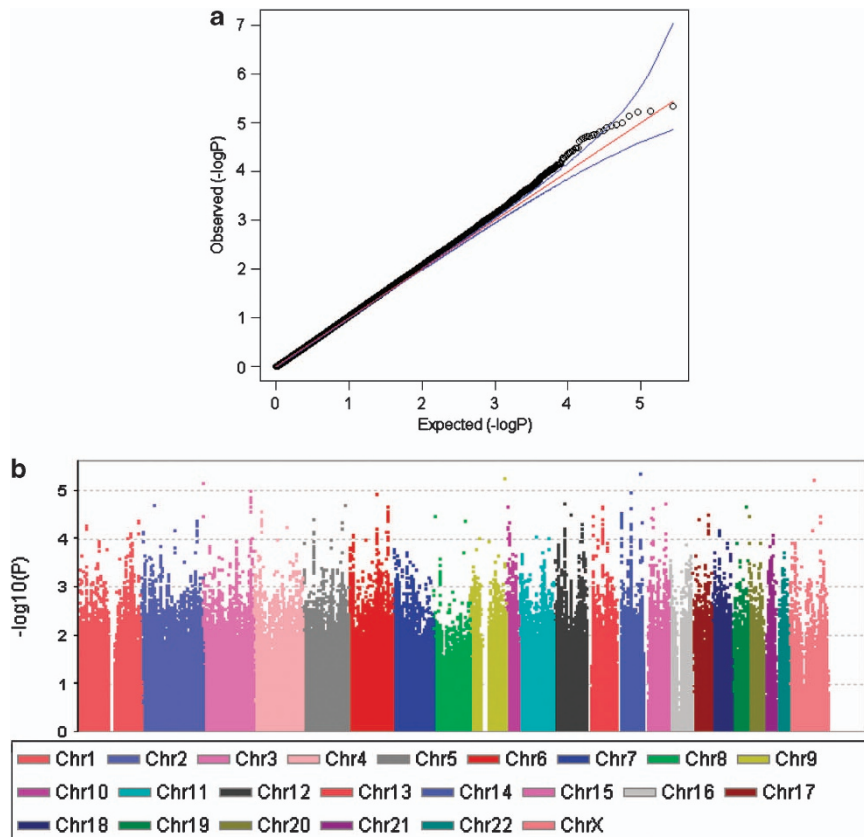 a
7
6
5
4
3
2
1
0
Observed (-logP)
0 1 2 3 4 5
Expected (-logP)
b
5
4
3
2
1
0
-log10(P)
Chr1 Chr2 Chr3 Chr4 Chr5 Chr6 Chr7 Chr8 Chr9
Chr10 Chr11 Chr12 Chr13 Chr14 Chr15 Chr16 Chr17
Chr18 Chr19 Chr20 Chr21 Chr22 ChrX